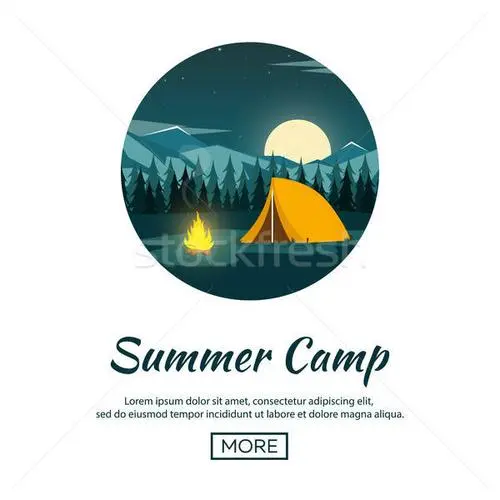 stockfresh
Summer Camp
Lorem ipsum dolor sit amet, consectetur adipiscing elit,
sed do eiusmod tempor incididunt ut labore et dolore magna aliqua.
MORE